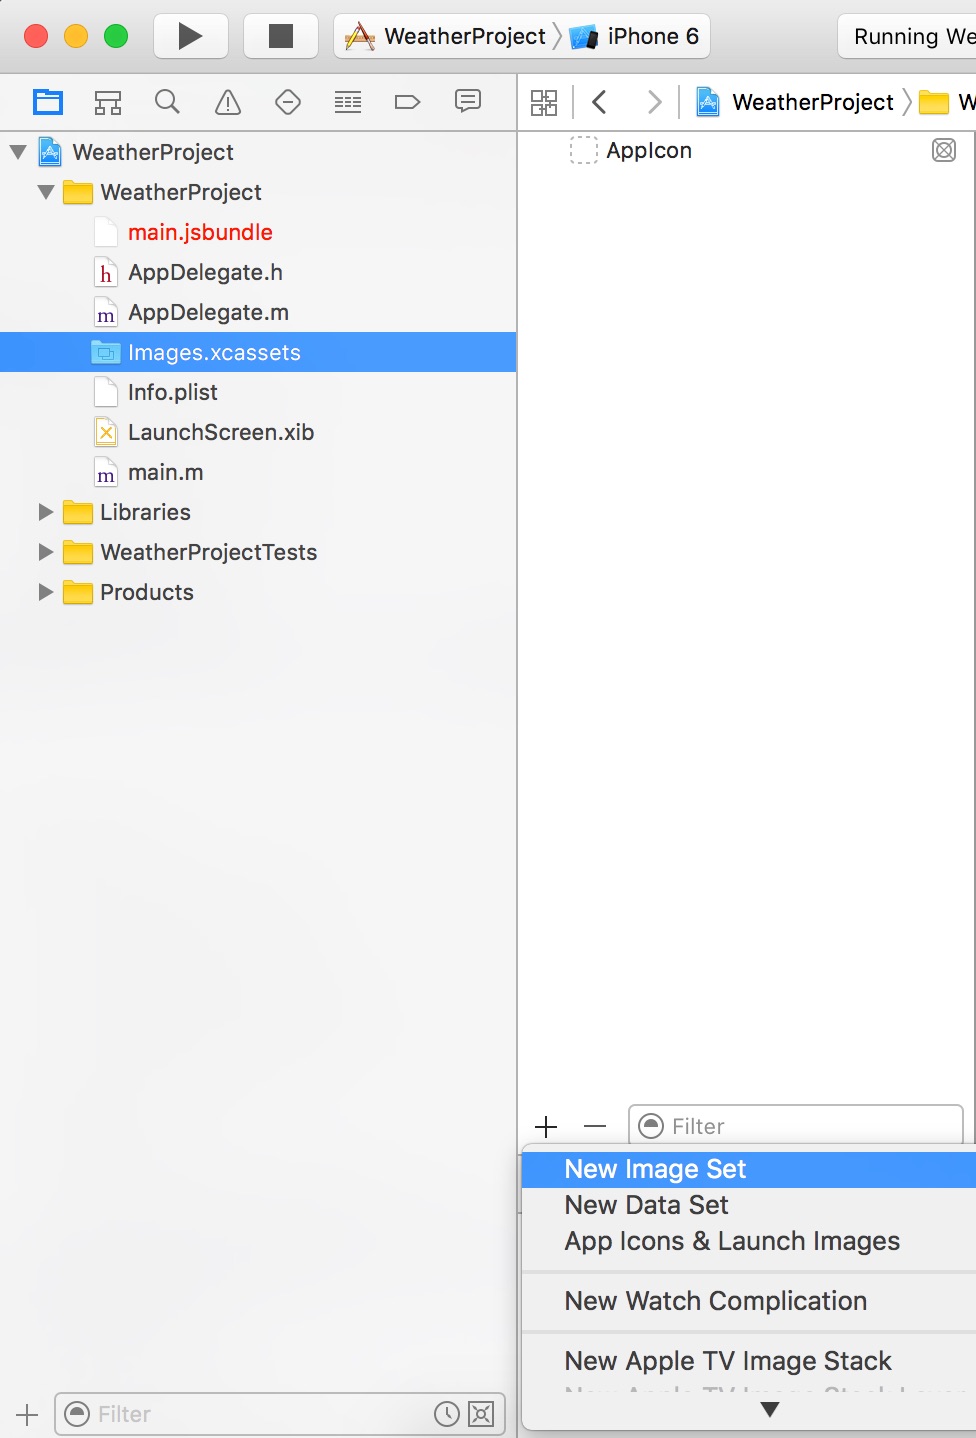 WeatherProject iPhone 6 Running We
WeatherProject W
WeatherProject
WeatherProject
main.jsbundle
AppDelegate.h
AppDelegate.m
Images.xcassets
Info.plist
LaunchScreen.xib
main.m
Libraries
WeatherProjectTests
Products
Filter
AppIcon
Filter
New Image Set
New Data Set
App Icons & Launch Images
New Watch Complication
New Apple TV Image Stack